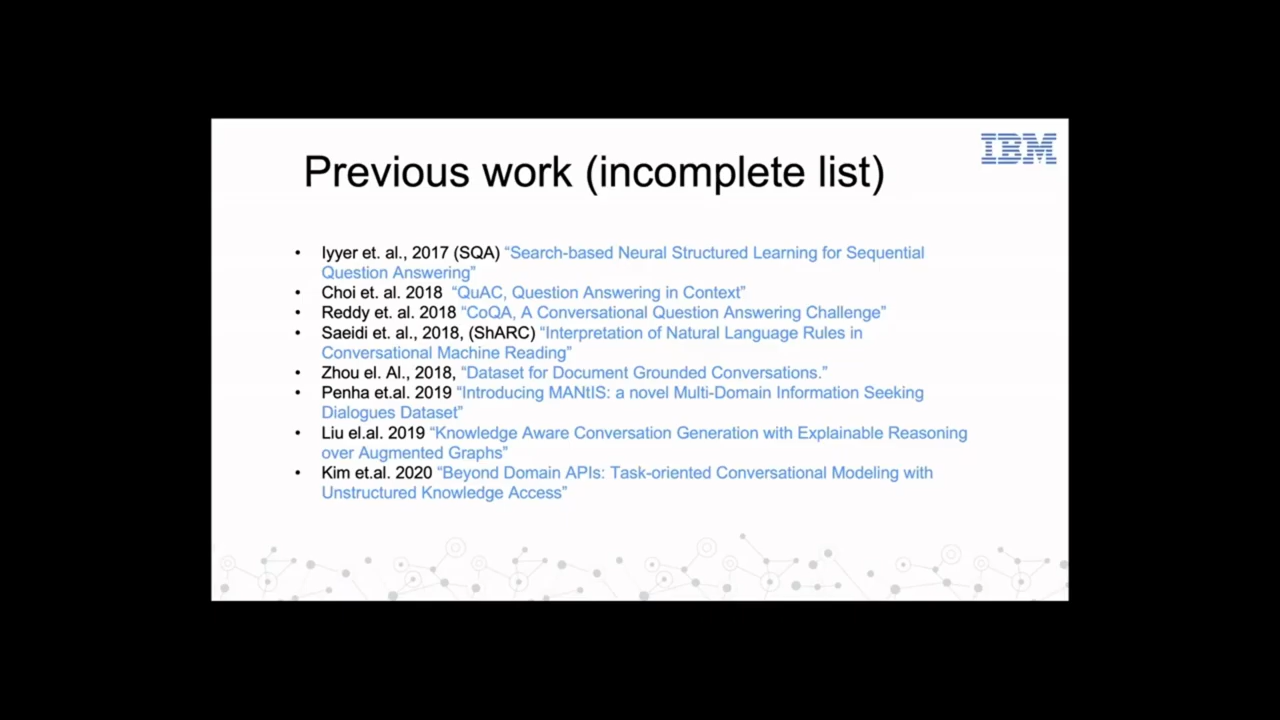 IBM
Previous work (incomplete list)
• Iyyer et. al., 2017 (SQA) “Search-based Neural Structured Learning for Sequential
Question Answering”
• Choi et. al. 2018 “QuAC, Question Answering in Context”
• Reddy et. al. 2018 “CoQA, A Conversational Question Answering Challenge”
• Saeidi et. al., 2018, (ShARC) “Interpretation of Natural Language Rules in
Conversational Machine Reading”
• Zhou el. Al., 2018, “Dataset for Document Grounded Conversations.”
• Penha et.al. 2019 “Introducing MANtIS: a novel Multi-Domain Information Seeking
Dialogues Dataset”
• Liu el.al. 2019 “Knowledge Aware Conversation Generation with Explainable Reasoning
over Augmented Graphs”
• Kim et.al. 2020 “Beyond Domain APIs: Task-oriented Conversational Modeling with
Unstructured Knowledge Access”